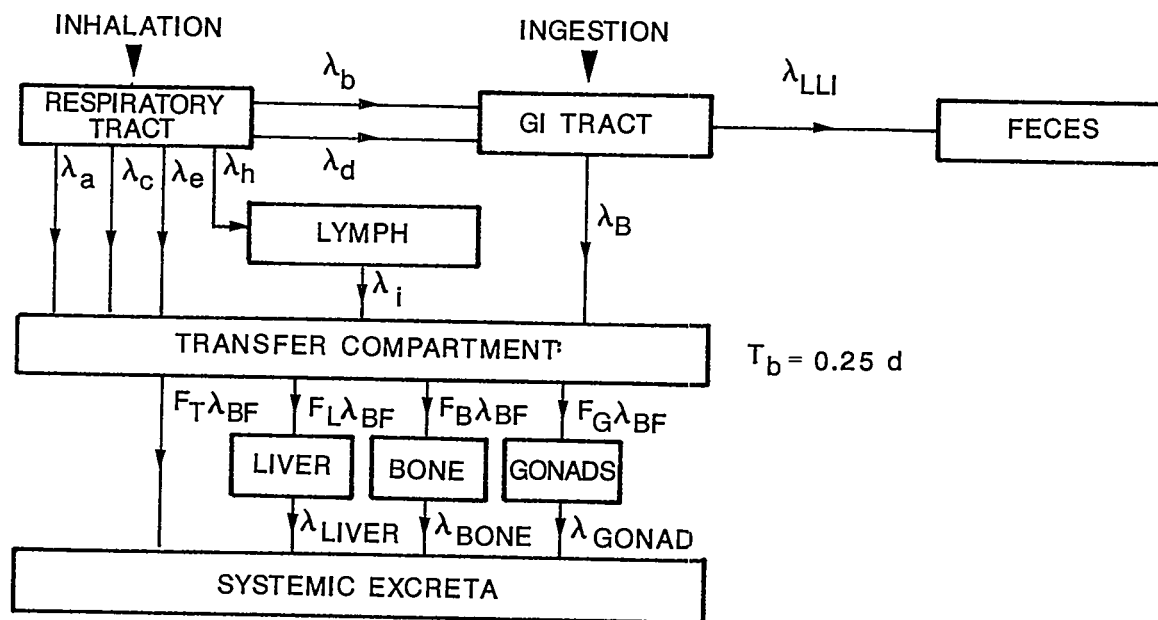 INHALATION
INGESTION
λb
λLLI
RESPIRATORY
TRACT
GI TRACT
FECES
λd
λa
λc
λe
λh
LYMPH
λB
λi
TRANSFER COMPARTMENT:
Tb = 0.25 d
FTλBF
FLλBF
FBλBF
FGλBF
LIVER
BONE
GONADS
λLIVER
λBONE
λGONAD
SYSTEMIC EXCRETA